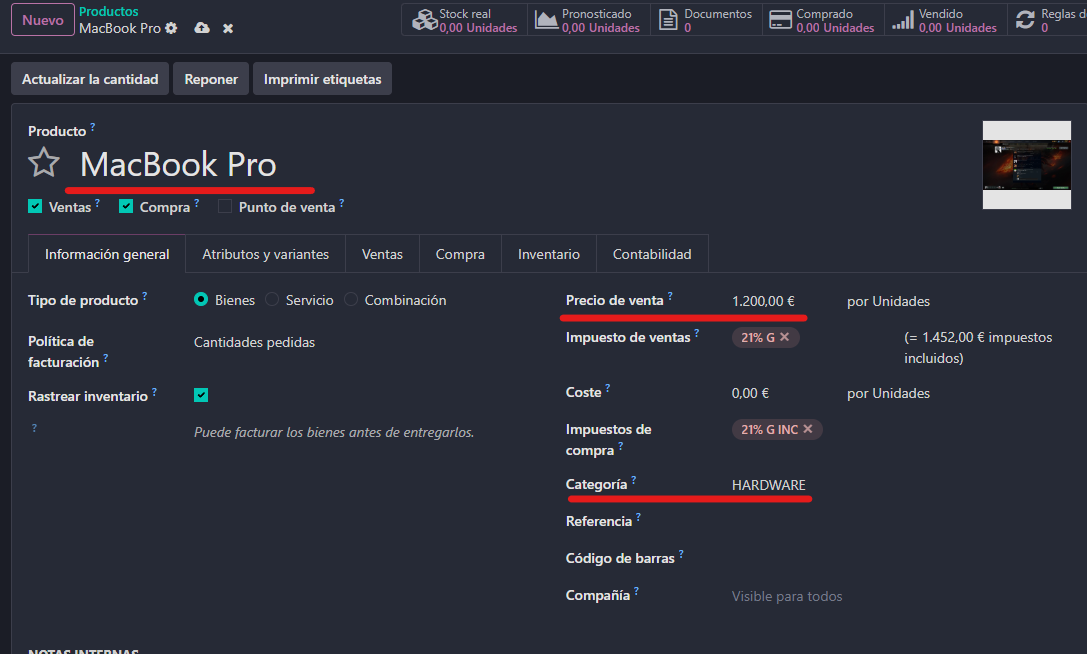 Nuevo
Productos
MacBook Pro
Stock real
0,00 Unidades
Pronosticado
0,00 Unidades
Documentos
0
Comprado
0,00 Unidades
Vendido
0,00 Unidades
Reglas d
0
Actualizar la cantidad
Reponer
Imprimir etiquetas
Producto ?
MacBook Pro
Ventas ?
Compra ?
Punto de venta ?
Información general
Atributos y variantes
Ventas
Compra
Inventario
Contabilidad
Tipo de producto ?
Bienes
Servicio
Combinación
Política de
facturación ?
Cantidades pedidas
Rastrear inventario ?
?
Puede facturar los bienes antes de entregarlos.
Precio de venta ?
1.200,00 €
por Unidades
Impuesto de ventas ?
21% G ×
(= 1.452,00 € impuestos
incluidos)
Coste ?
0,00 €
por Unidades
Impuestos de
compra ?
21% G INC ×
Categoría ?
HARDWARE
Referencia ?
Código de barras ?
Compañía ?
Visible para todos
NOTAS INTERNAS